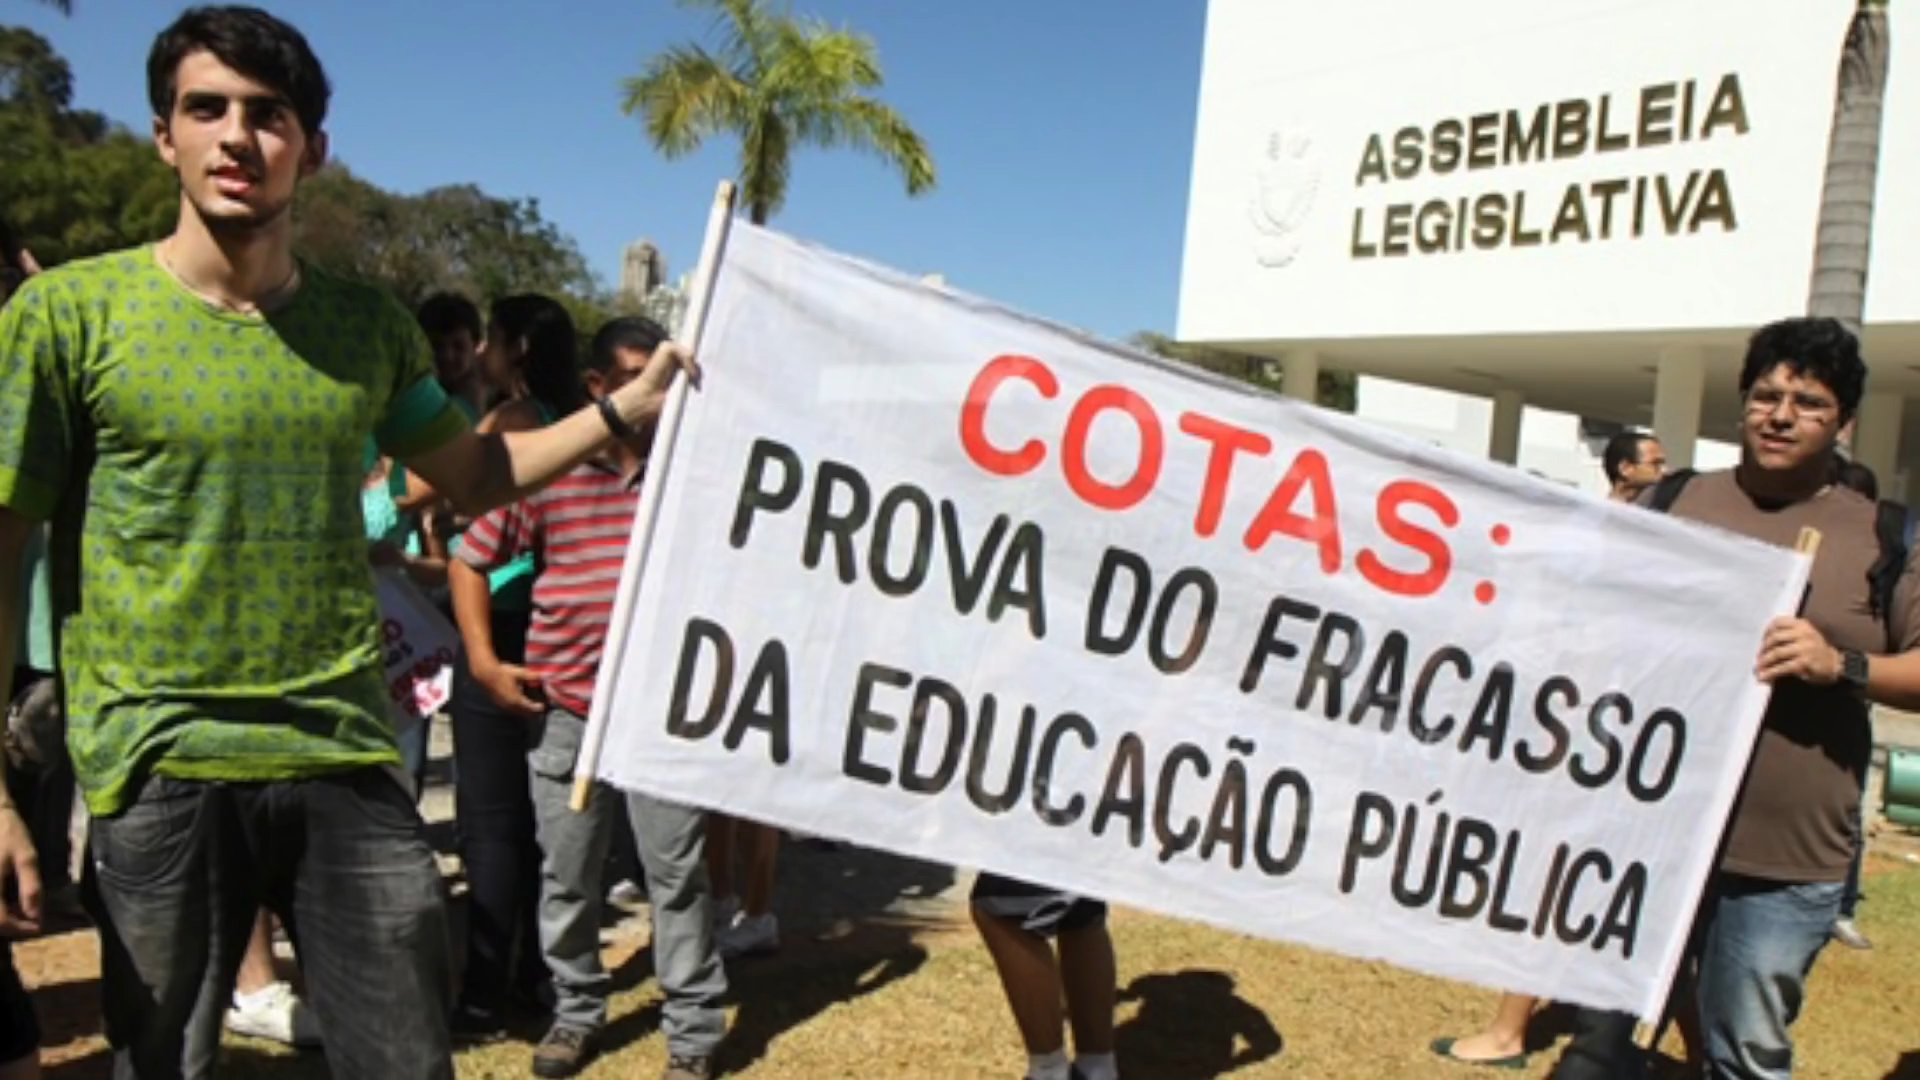 ASSEMBLEIA
LEGISLATIVA
COTAS:
PROVA DO FRACASSO
DA EDUCAÇÃO PÚBLICA